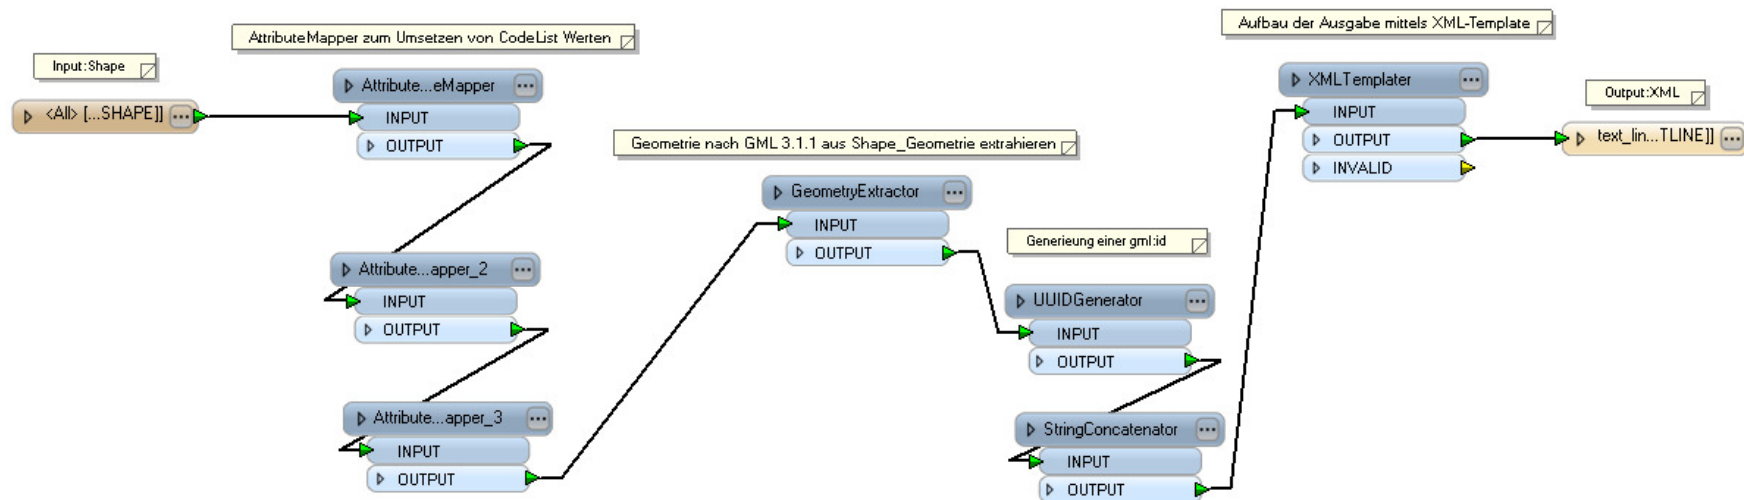 Input:Shape
<All> [...SHAPE]]
AttributeMapper zum Umsetzen von CodeList Werten
Attribute...eMapper
INPUT
OUTPUT
Attribute...apper_2
INPUT
OUTPUT
Attribute...apper_3
INPUT
OUTPUT
Geometrie nach GML 3.1.1 aus Shape_Geometrie extrahieren
GeometryExtractor
INPUT
OUTPUT
Generieung einer gml:id
UUIDGenerator
INPUT
OUTPUT
StringConcatenator
INPUT
OUTPUT
Aufbau der Ausgabe mittels XML-Template
XMLTemplater
INPUT
OUTPUT
INVALID
Output:XML
text_lin...TLINE]]